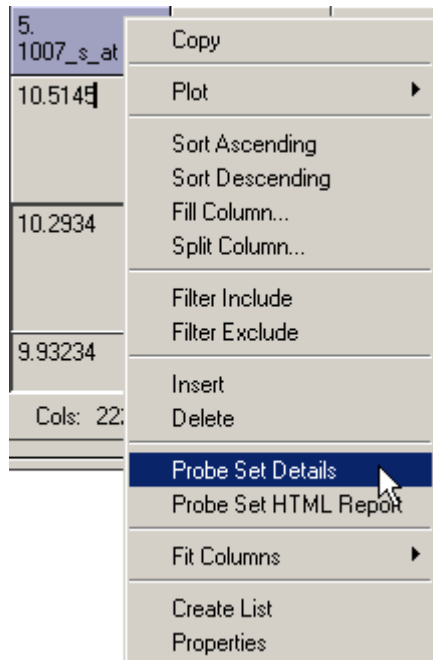 5.
1007_s_at
10.5145
10.2934
9.93234
Cols: 22
Copy
Plot
Sort Ascending
Sort Descending
Fill Column...
Split Column...
Filter Include
Filter Exclude
Insert
Delete
Probe Set Details
Probe Set HTML Report
Fit Columns
Create List
Properties